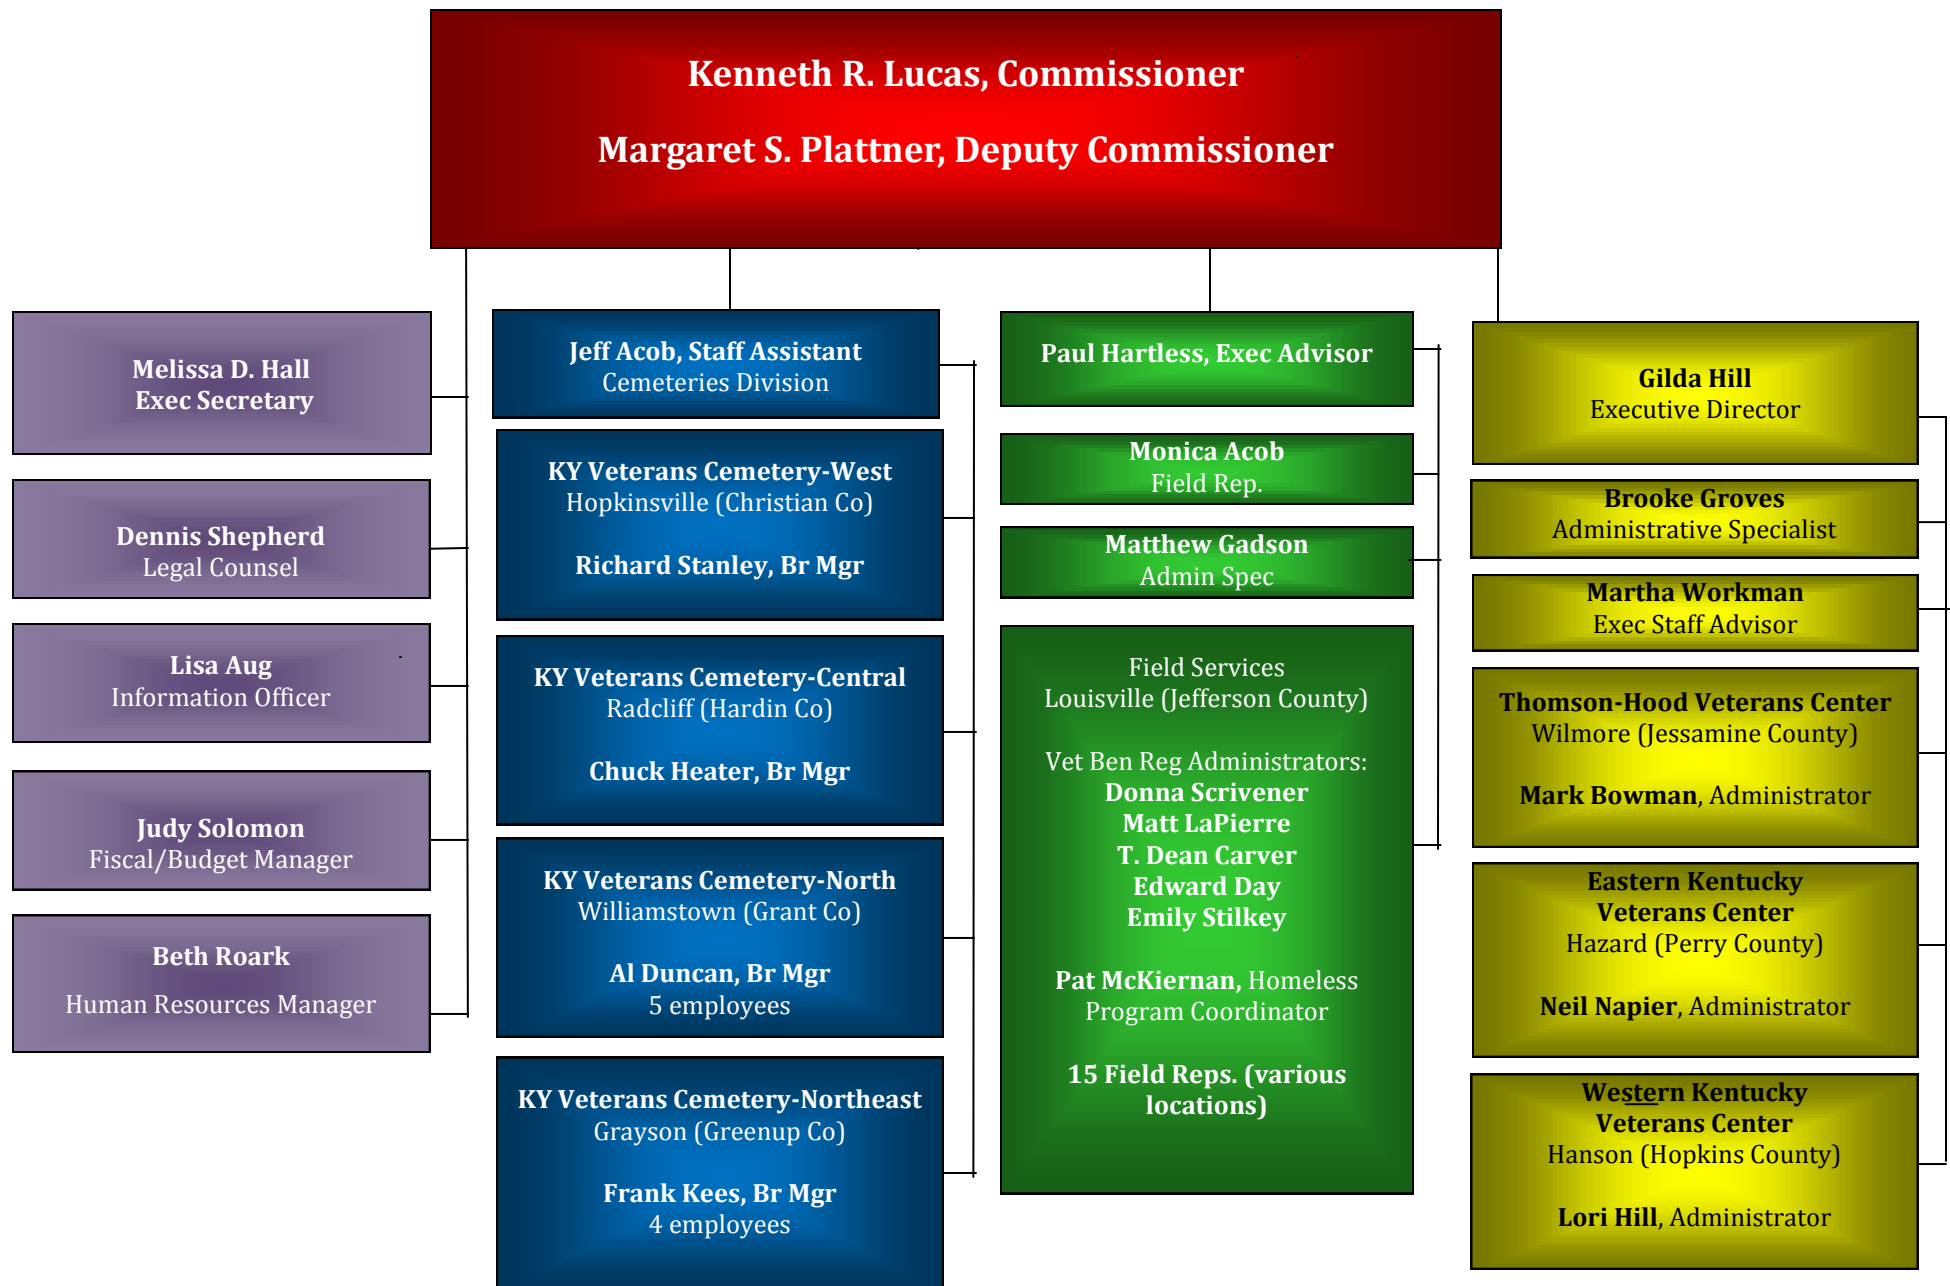 Kenneth R. Lucas, Commissioner
Margaret S. Plattner, Deputy Commissioner
Melissa D. Hall
Exec Secretary
Dennis Shepherd
Legal Counsel
Lisa Aug
Information Officer
Judy Solomon
Fiscal/Budget Manager
Beth Roark
Human Resources Manager
Jeff Acob, Staff Assistant
Cemeteries Division
KY Veterans Cemetery-West
Hopkinsville (Christian Co)
Richard Stanley, Br Mgr
KY Veterans Cemetery-Central
Radcliff (Hardin Co)
Chuck Heater, Br Mgr
KY Veterans Cemetery-North
Williamstown (Grant Co)
Al Duncan, Br Mgr
5 employees
KY Veterans Cemetery-Northeast
Grayson (Greenup Co)
Frank Kees, Br Mgr
4 employees
Paul Hartless, Exec Advisor
Monica Acob
Field Rep.
Matthew Gadson
Admin Spec
Field Services
Louisville (Jefferson County)
Vet Ben Reg Administrators:
Donna Scrivener
Matt LaPierre
T. Dean Carver
Edward Day
Emily Stilkey
Pat McKiernan, Homeless
Program Coordinator
15 Field Reps. (various
locations)
Gilda Hill
Executive Director
Brooke Groves
Administrative Specialist
Martha Workman
Exec Staff Advisor
Thomson-Hood Veterans Center
Wilmore (Jessamine County)
Mark Bowman, Administrator
Eastern Kentucky
Veterans Center
Hazard (Perry County)
Neil Napier, Administrator
Western Kentucky
Veterans Center
Hanson (Hopkins County)
Lori Hill, Administrator